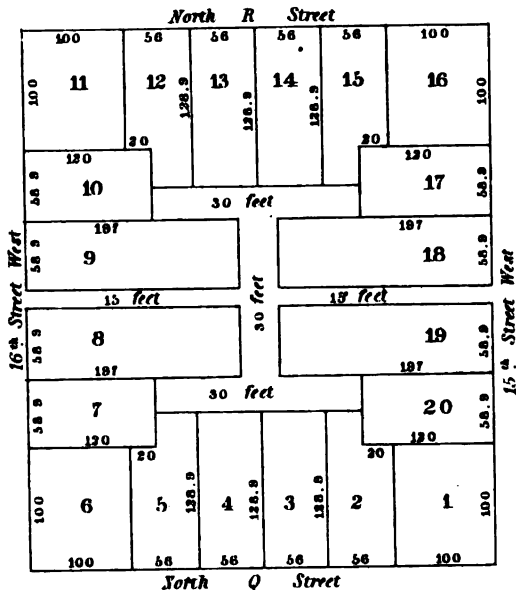 North R Street
100 56 56 56 56 100
11 12 13 14 15 16
100 128.9 128.9 128.9 100
20 20
120 120
58.9 10 17 58.9
30 feet
197 197
58.9 9 18 58.9
16th Street West
15th Street West
15 feet 30 feet 15 feet
58.9 8 19 58.9
197 197
58.9 7 30 feet 20 58.9
120 120
20 20
100 6 5 128.9 4 128.9 3 128.9 2 1 100
100 56 56 56 56 100
North Q Street